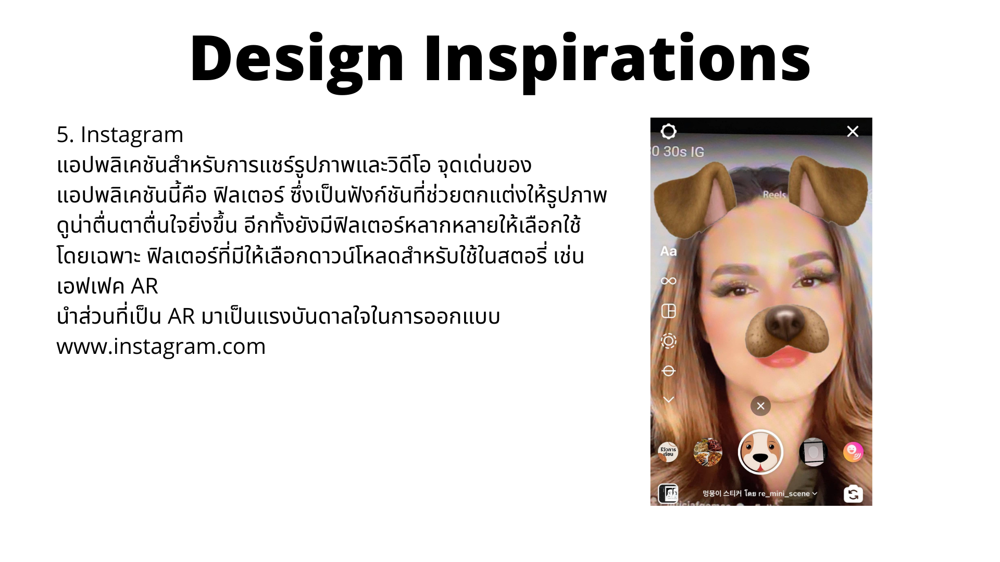 Design Inspirations
5. Instagram
แอปพลิเคชันสำหรับการแชร์รูปภาพและวิดีโอ จุดเด่นของ
แอปพลิเคชันนี้คือ ฟิลเตอร์ ซึ่งเป็นฟังก์ชันที่ช่วยตกแต่งให้รูปภาพ
ดูน่าตื่นตาตื่นใจยิ่งขึ้น อีกทั้งยังมีฟิลเตอร์หลากหลายให้เลือกใช้
โดยเฉพาะ ฟิลเตอร์ที่มีให้เลือกดาวน์โหลดสำหรับใช้ในสตอรี่ เช่น
เอฟเฟค AR
นำส่วนที่เป็น AR มาเป็นแรงบันดาลใจในการออกแบบ
www.instagram.com
30s IG
Reels
Aa
รีวิวการ
เรียน
멍뭉이 스티커 โดย re_mini_scene